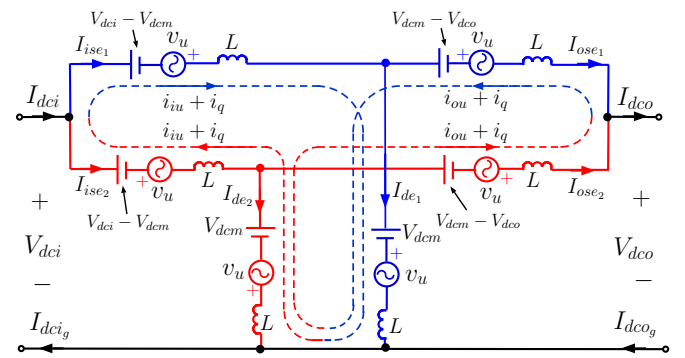 V_{dci} − V_{dcm}
V_{dcm} − V_{dco}
I_{ise_1}
v_u
+
L
+
v_u
L
I_{ose_1}
I_{dci}
i_{iu} + i_q
i_{ou} + i_q
I_{dco}
i_{iu} + i_q
i_{ou} + i_q
I_{ise_2}
+
v_u
L
I_{de_2}
I_{de_1}
v_u
+
L
I_{ose_2}
V_{dci} − V_{dcm}
V_{dcm} − V_{dco}
+
V_{dci}
−
V_{dcm}
V_{dcm}
+
V_{dco}
−
v_u
+
+
v_u
L
L
I_{dci_g}
I_{dco_g}